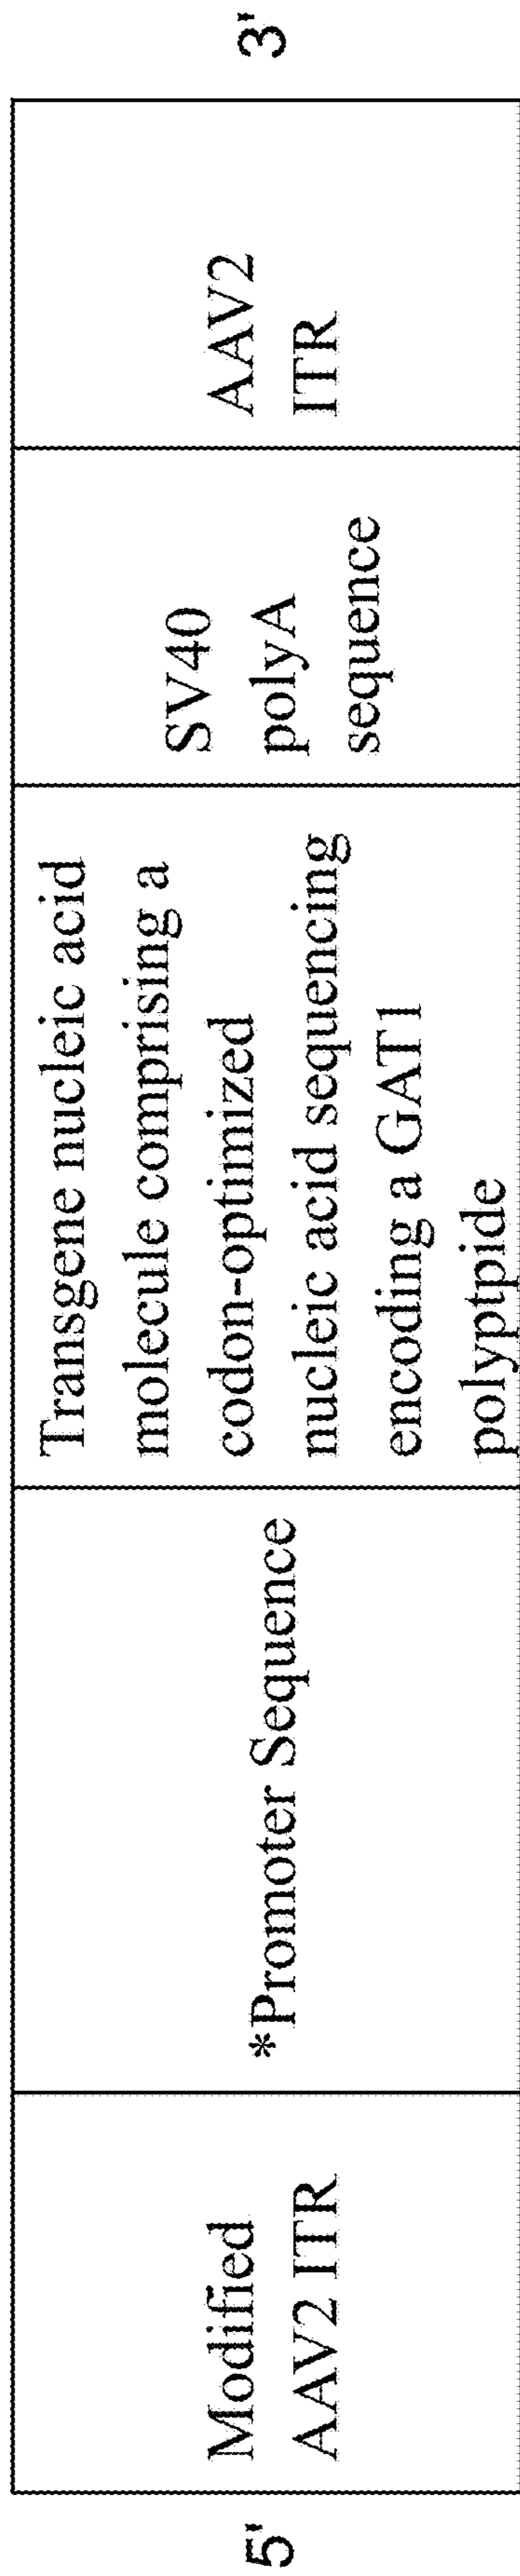 5'
Modified
AAV2 ITR
*Promoter Sequence
Transgene nucleic acid
molecule comprising a
codon-optimized
nucleic acid sequencing
encoding a GAT1
polyptpide
SV40
polyA
sequence
AAV2
ITR
3'